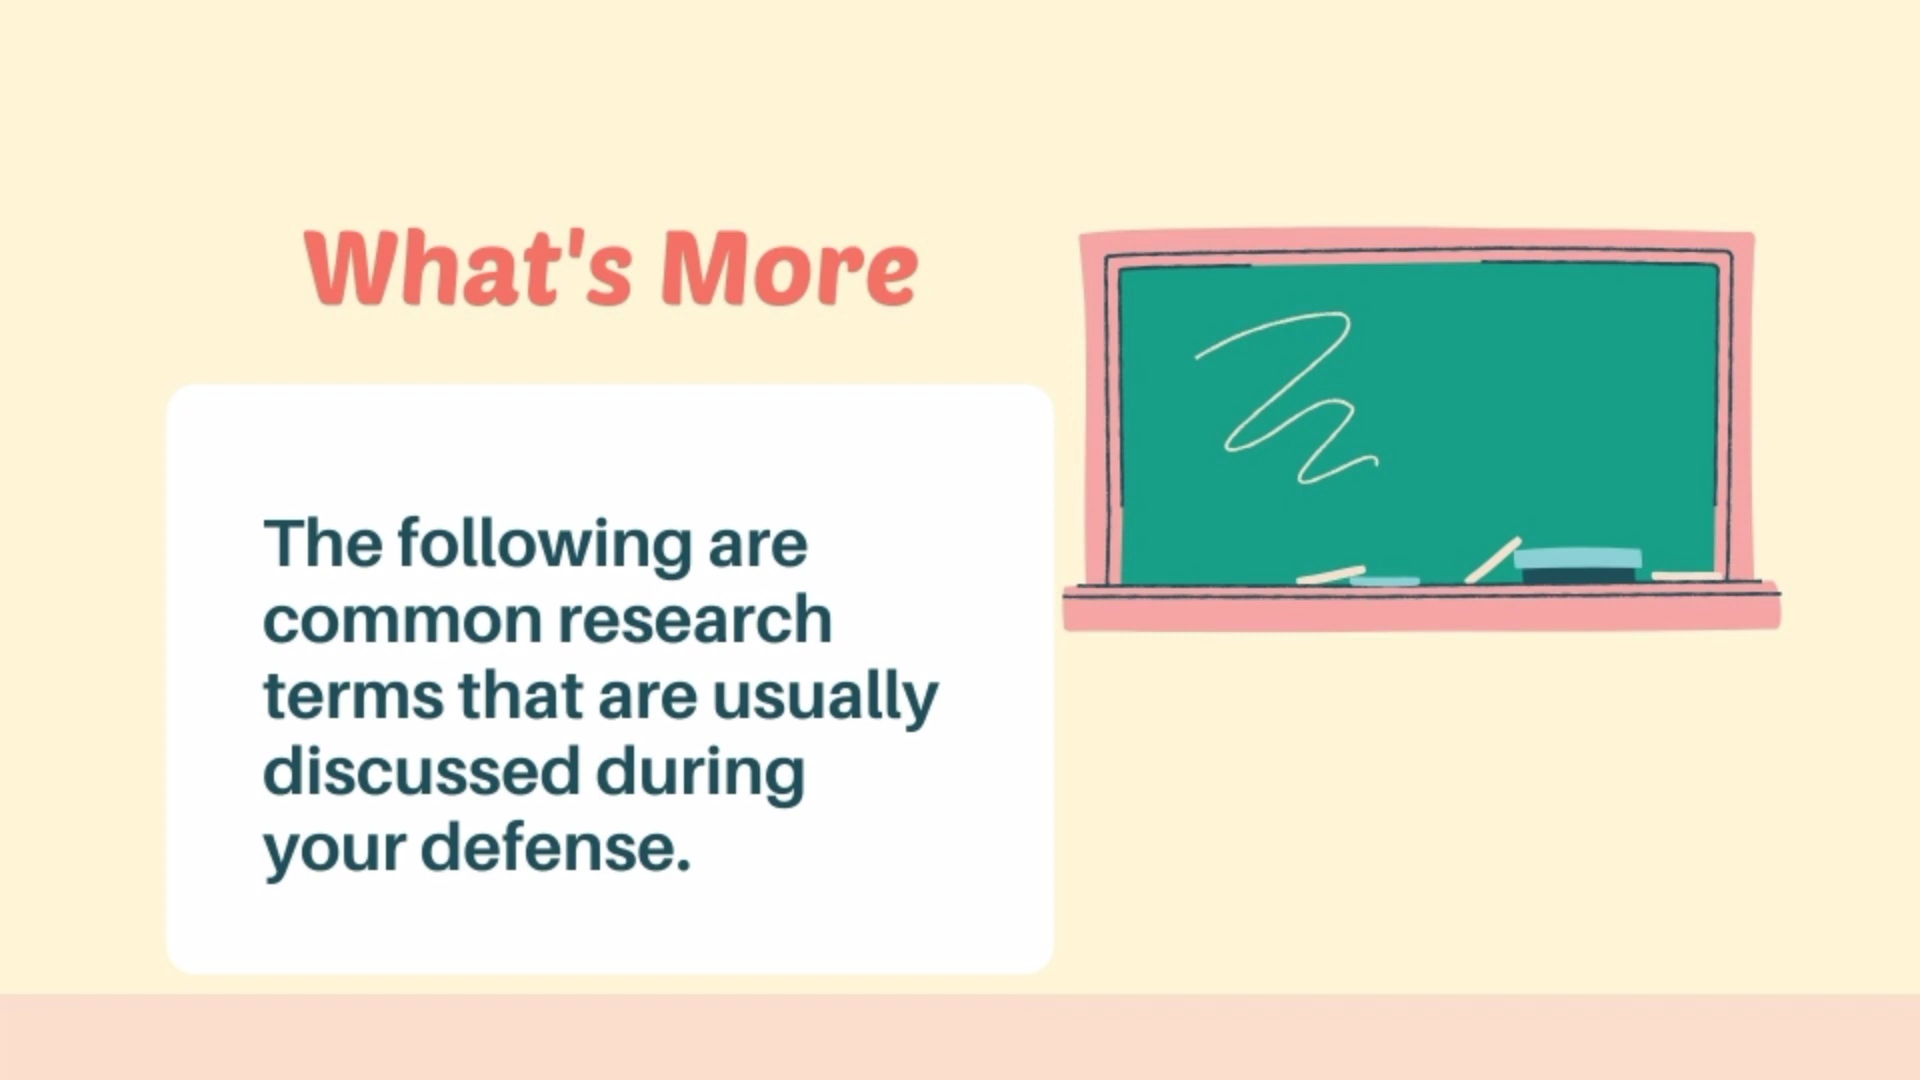 What's More
The following are
common research
terms that are usually
discussed during
your defense.